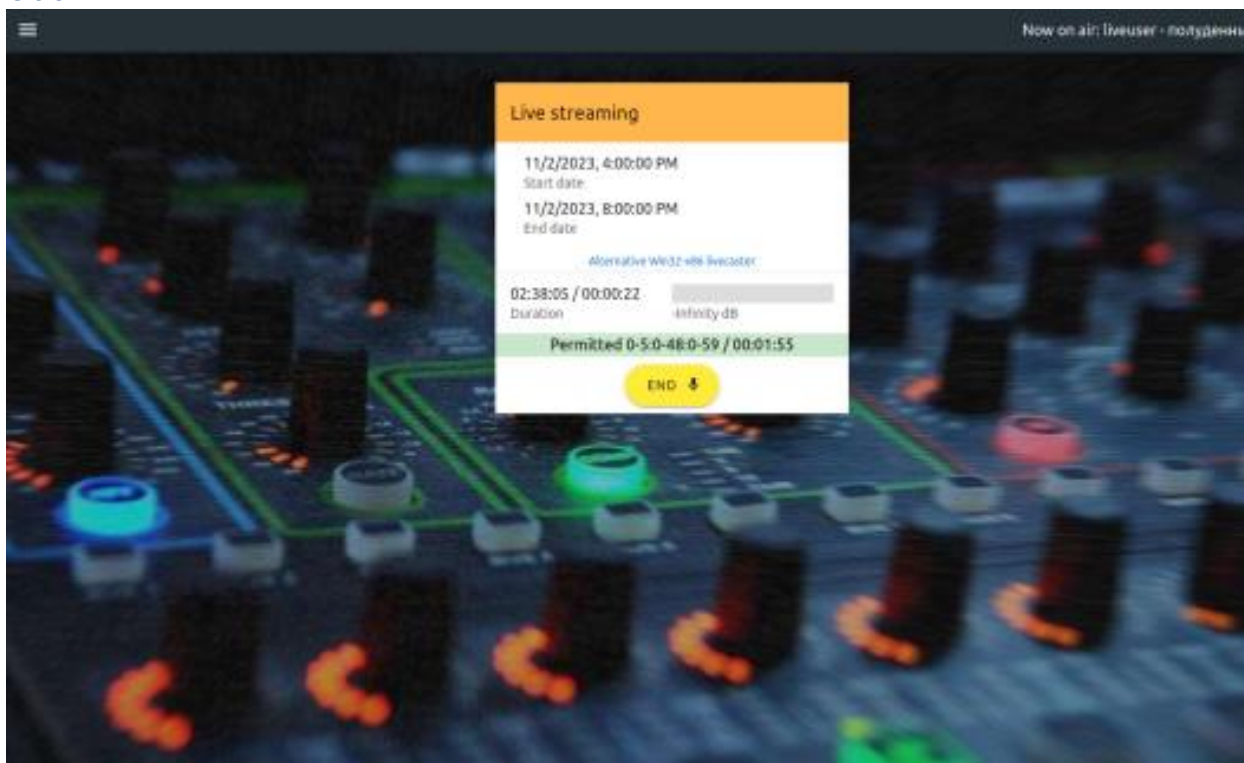 Now on air: liveuser - полуденны
Live streaming
11/2/2023, 4:00:00 PM
Start date
11/2/2023, 8:00:00 PM
End date
Alternative Win32-x86 livecaster
02:38:05 / 00:00:22
Duration
-Infinity dB
Permitted 0-5:0-48:0-59 / 00:01:55
END